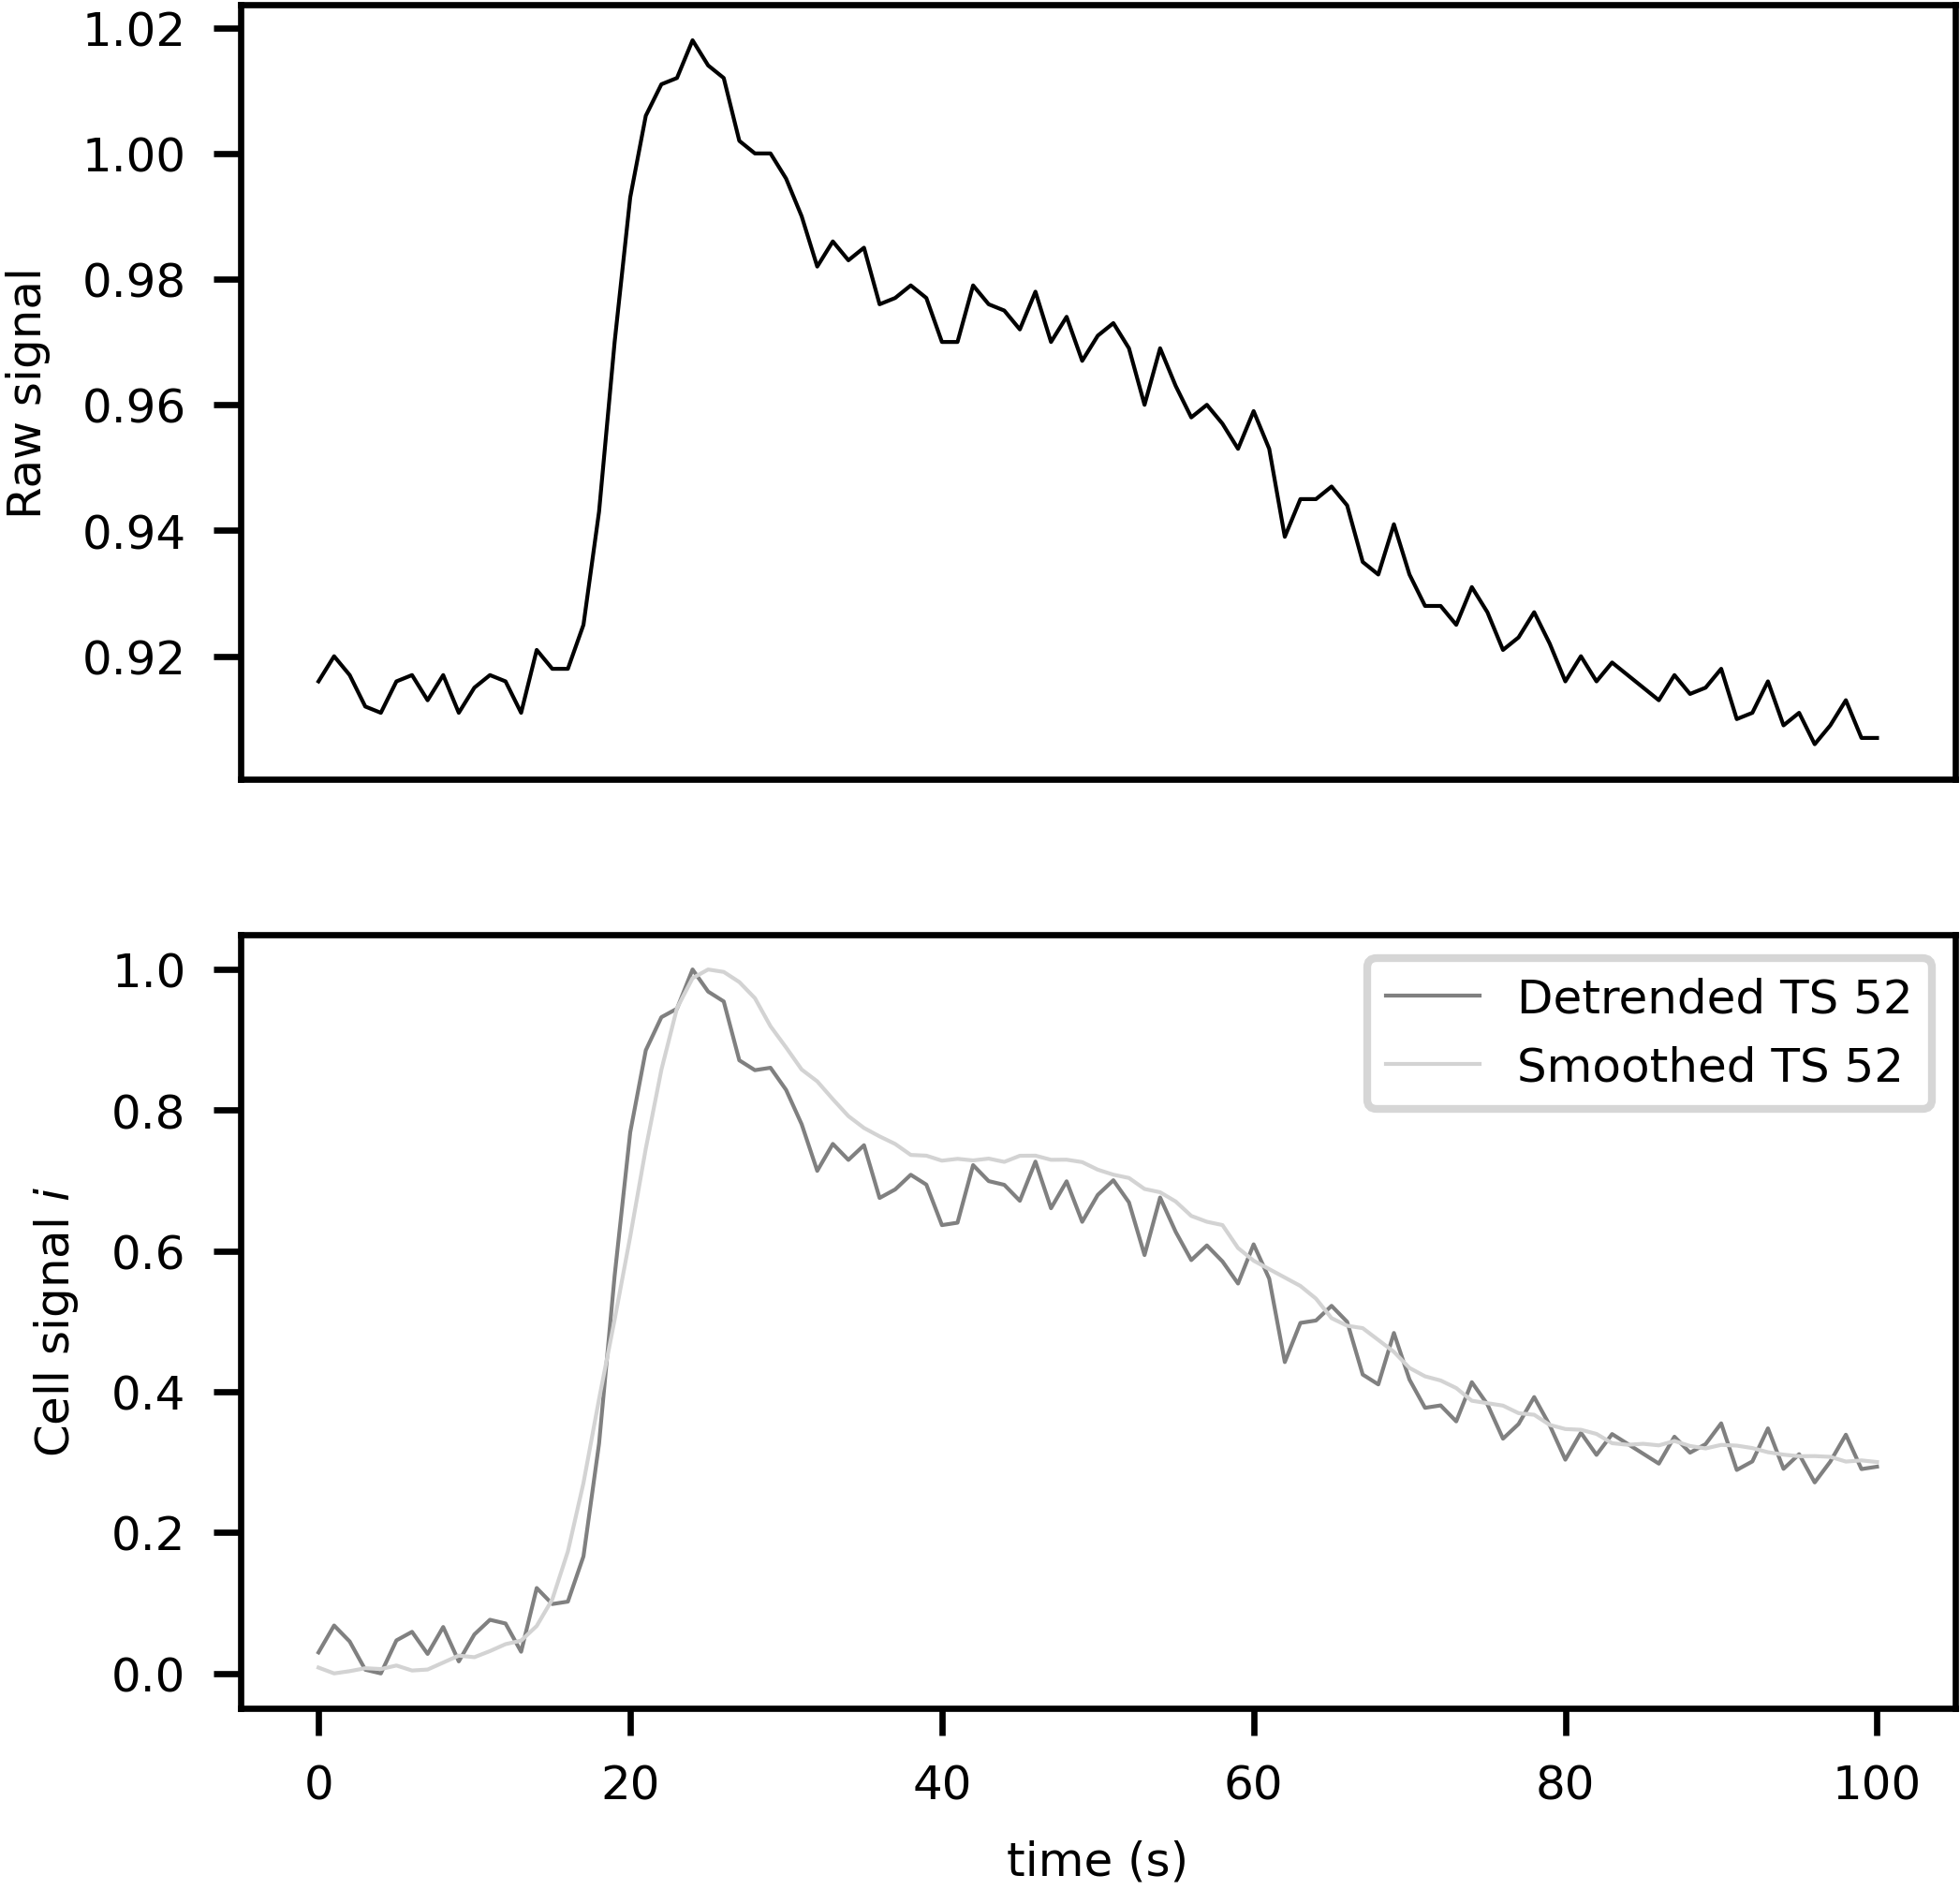 Raw signal
1.02
1.00
0.98
0.96
0.94
0.92
Cell signal i
1.0
0.8
0.6
0.4
0.2
0.0
Detrended TS 52
Smoothed TS 52
0 20 40 60 80 100
time (s)